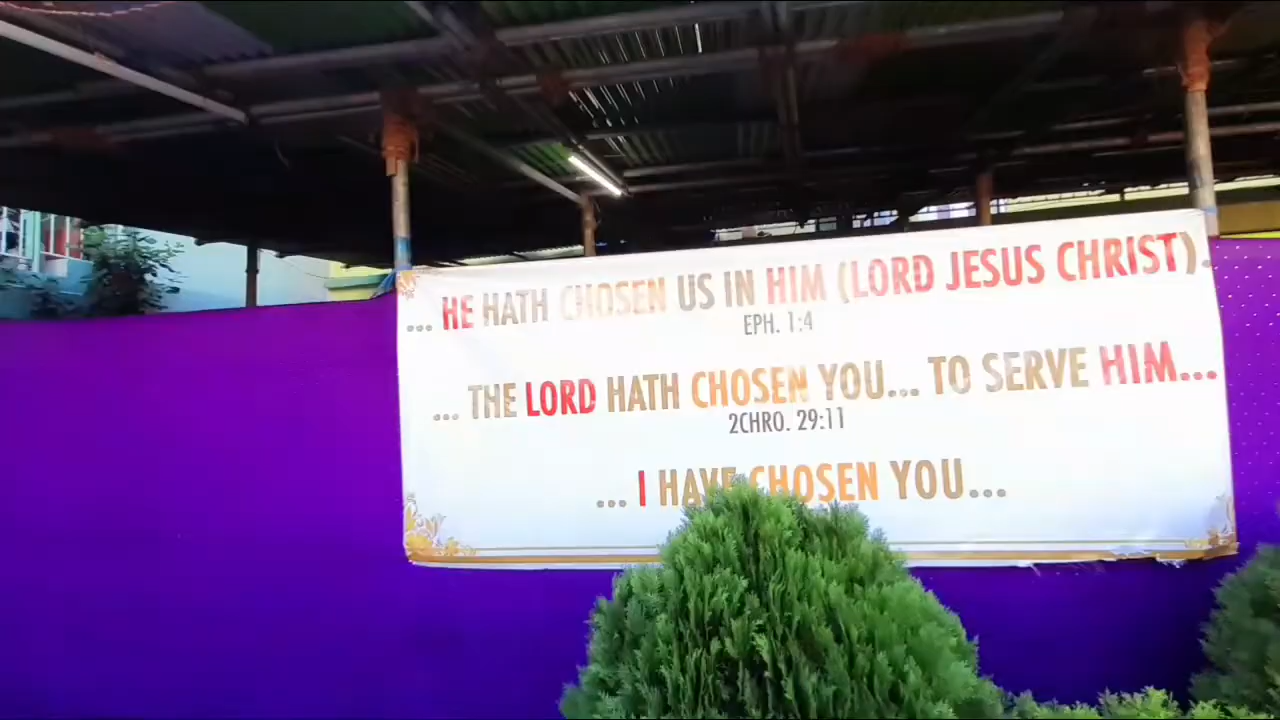 ... HE HATH CHOSEN US IN HIM (LORD JESUS CHRIST).
EPH. 1:4
... THE LORD HATH CHOSEN YOU... TO SERVE HIM...
2CHRO. 29:11
... I HAVE CHOSEN YOU...